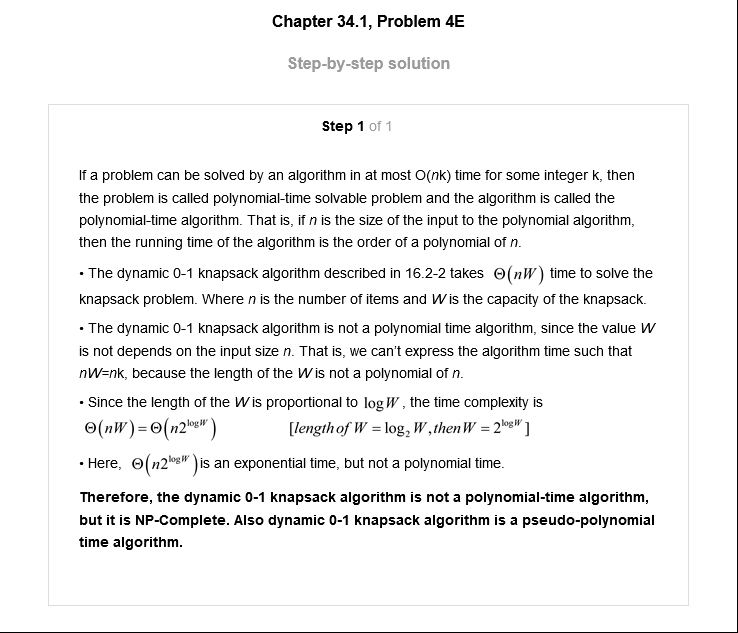 Chapter 34.1, Problem 4E
Step-by-step solution
Step 1 of 1
If a problem can be solved by an algorithm in at most O(nk) time for some integer k, then
the problem is called polynomial-time solvable problem and the algorithm is called the
polynomial-time algorithm. That is, if n is the size of the input to the polynomial algorithm,
then the running time of the algorithm is the order of a polynomial of n.
• The dynamic 0-1 knapsack algorithm described in 16.2-2 takes Θ(nW) time to solve the
knapsack problem. Where n is the number of items and W is the capacity of the knapsack.
• The dynamic 0-1 knapsack algorithm is not a polynomial time algorithm, since the value W
is not depends on the input size n. That is, we can't express the algorithm time such that
nW=nk, because the length of the W is not a polynomial of n.
• Since the length of the W is proportional to log W, the time complexity is
Θ(nW) = Θ(n2^{log W}) [length of W = log₂ W, then W = 2^{log W}]
• Here, Θ(n2^{log W}) is an exponential time, but not a polynomial time.
Therefore, the dynamic 0-1 knapsack algorithm is not a polynomial-time algorithm,
but it is NP-Complete. Also dynamic 0-1 knapsack algorithm is a pseudo-polynomial
time algorithm.